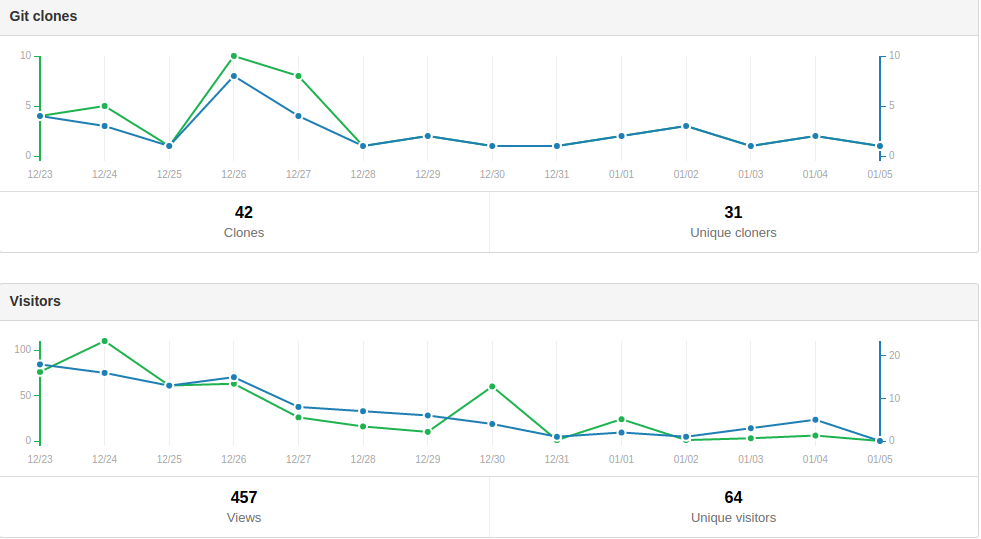 Git clones
10 10
5 5
0 0
12/23 12/24 12/25 12/26 12/27 12/28 12/29 12/30 12/31 01/01 01/02 01/03 01/04 01/05
42 31
Clones Unique cloners
Visitors
100 20
50 10
0 0
12/23 12/24 12/25 12/26 12/27 12/28 12/29 12/30 12/31 01/01 01/02 01/03 01/04 01/05
457 64
Views Unique visitors